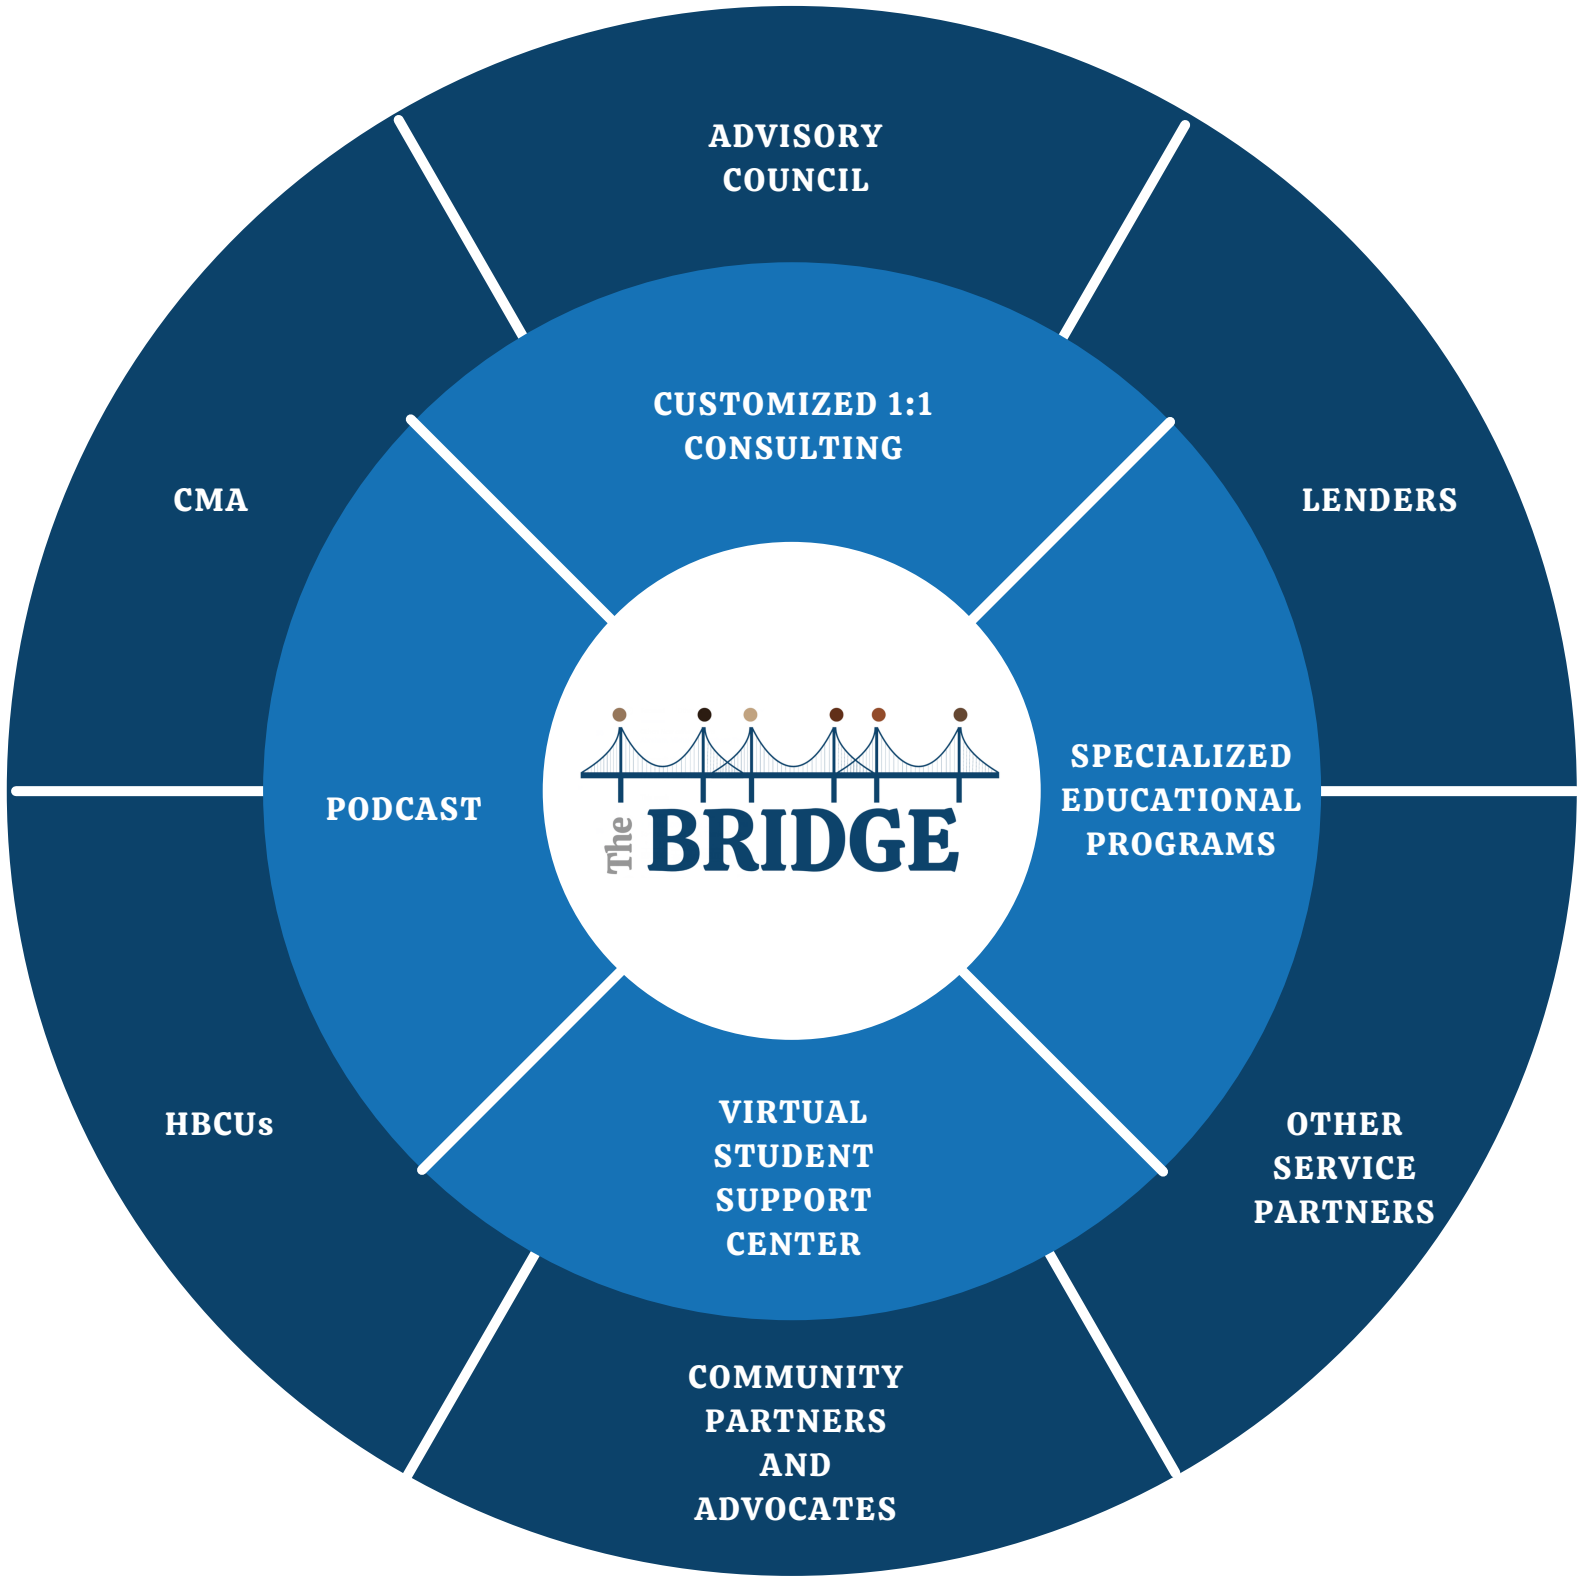 ADVISORY
COUNCIL
CUSTOMIZED 1:1
CONSULTING
CMA
LENDERS
SPECIALIZED
EDUCATIONAL
PROGRAMS
PODCAST
The BRIDGE
VIRTUAL
STUDENT
SUPPORT
CENTER
HBCUs
OTHER
SERVICE
PARTNERS
COMMUNITY
PARTNERS
AND
ADVOCATES